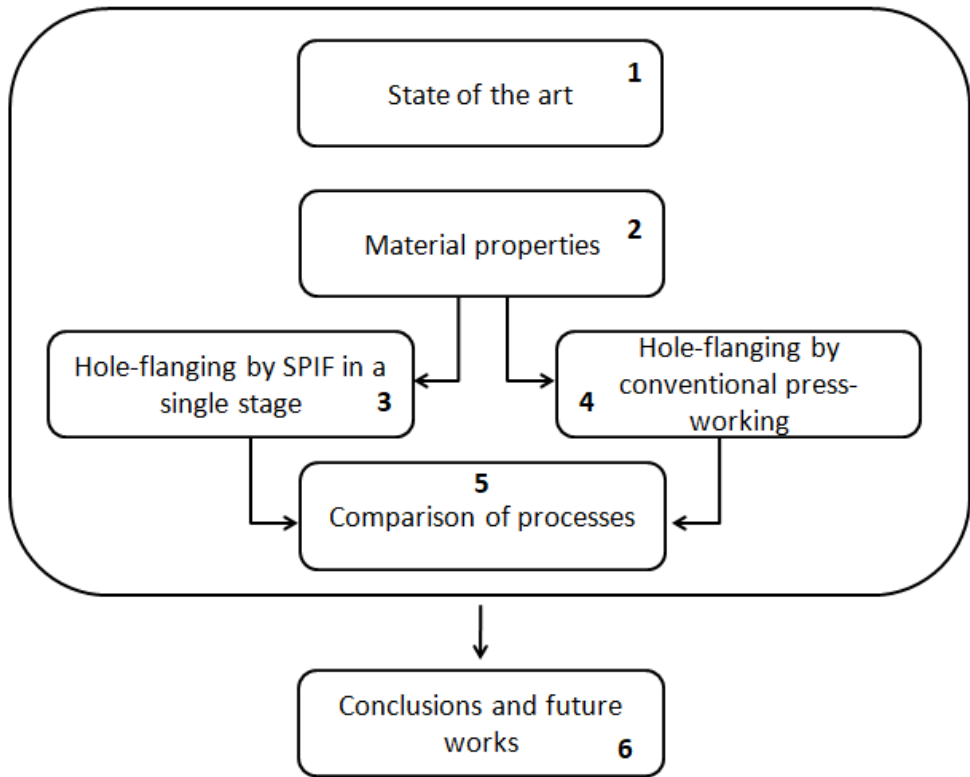 1
State of the art
2
Material properties
Hole-flanging by SPIF in a
single stage
3
Hole-flanging by
conventional press-
working
4
5
Comparison of processes
Conclusions and future
works
6